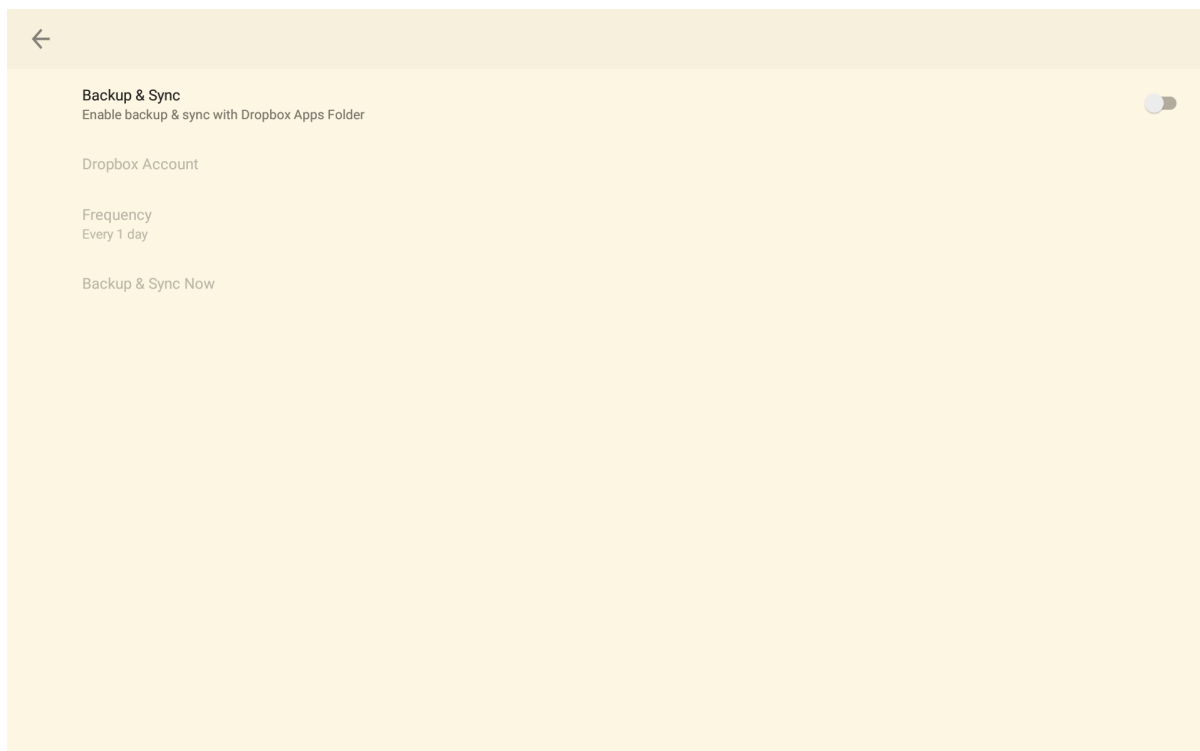 Backup & Sync
Enable backup & sync with Dropbox Apps Folder
Dropbox Account
Frequency
Every 1 day
Backup & Sync Now